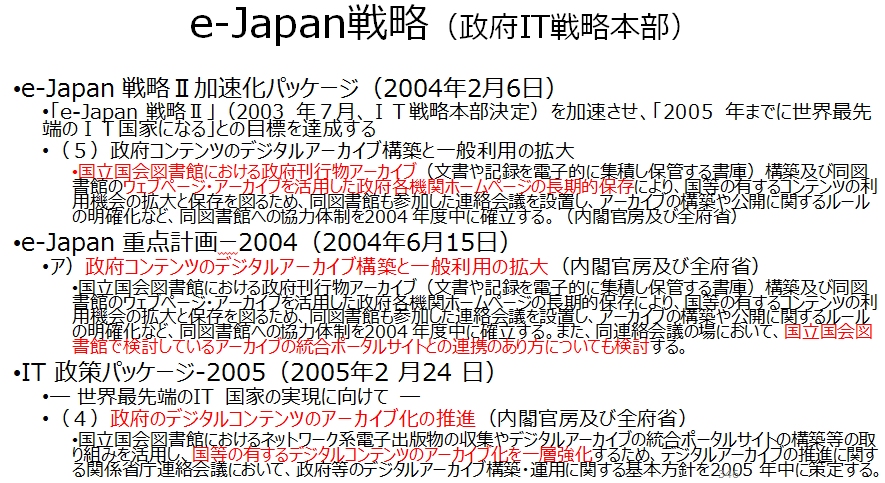 e-Japan戦略（政府IT戦略本部）
•e-Japan 戦略Ⅱ加速化パッケージ（2004年2月6日）
•「e-Japan 戦略Ⅱ」（2003 年７月、ＩＴ戦略本部決定）を加速させ、「2005 年までに世界最先
端のＩＴ国家になる」との目標を達成する
•（５）政府コンテンツのデジタルアーカイブ構築と一般利用の拡大
•国立国会図書館における政府刊行物アーカイブ（文書や記録を電子的に集積し保管する書庫）構築及び同図
書館のウェブページ・アーカイブを活用した政府各機関ホームページの長期的保存により、国等の有するコンテンツの利
用機会の拡大と保存を図るため、同図書館も参加した連絡会議を設置し、アーカイブの構築や公開に関するルール
の明確化など、同図書館への協力体制を2004 年度中に確立する。（内閣官房及び全府省）
•e-Japan 重点計画－2004（2004年6月15日）
•ア）政府コンテンツのデジタルアーカイブ構築と一般利用の拡大（内閣官房及び全府省）
•国立国会図書館における政府刊行物アーカイブ（文書や記録を電子的に集積し保管する書庫）構築及び同図
書館のウェブページ・アーカイブを活用した政府各機関ホームページの長期的保存により、国等の有するコンテンツの利
用機会の拡大と保存を図るため、同図書館も参加した連絡会議を設置し、アーカイブの構築や公開に関するルール
の明確化など、同図書館への協力体制を2004 年度中に確立する。また、同連絡会議の場において、国立国会図
書館で検討しているアーカイブの統合ポータルサイトとの連携のあり方についても検討する。
•IT 政策パッケージ-2005（2005年2 月24 日）
•― 世界最先端のIT 国家の実現に向けて ―
•（４）政府のデジタルコンテンツのアーカイブ化の推進（内閣官房及び全府省）
•国立国会図書館におけるネットワーク系電子出版物の収集やデジタルアーカイブの統合ポータルサイトの構築等の取
り組みを活用し、国等の有するデジタルコンテンツのアーカイブ化を一層強化するため、デジタルアーカイブの推進に関す
る関係省庁連絡会議において、政府等のデジタルアーカイブ構築・運用に関する基本方針を2005 年中に策定する。